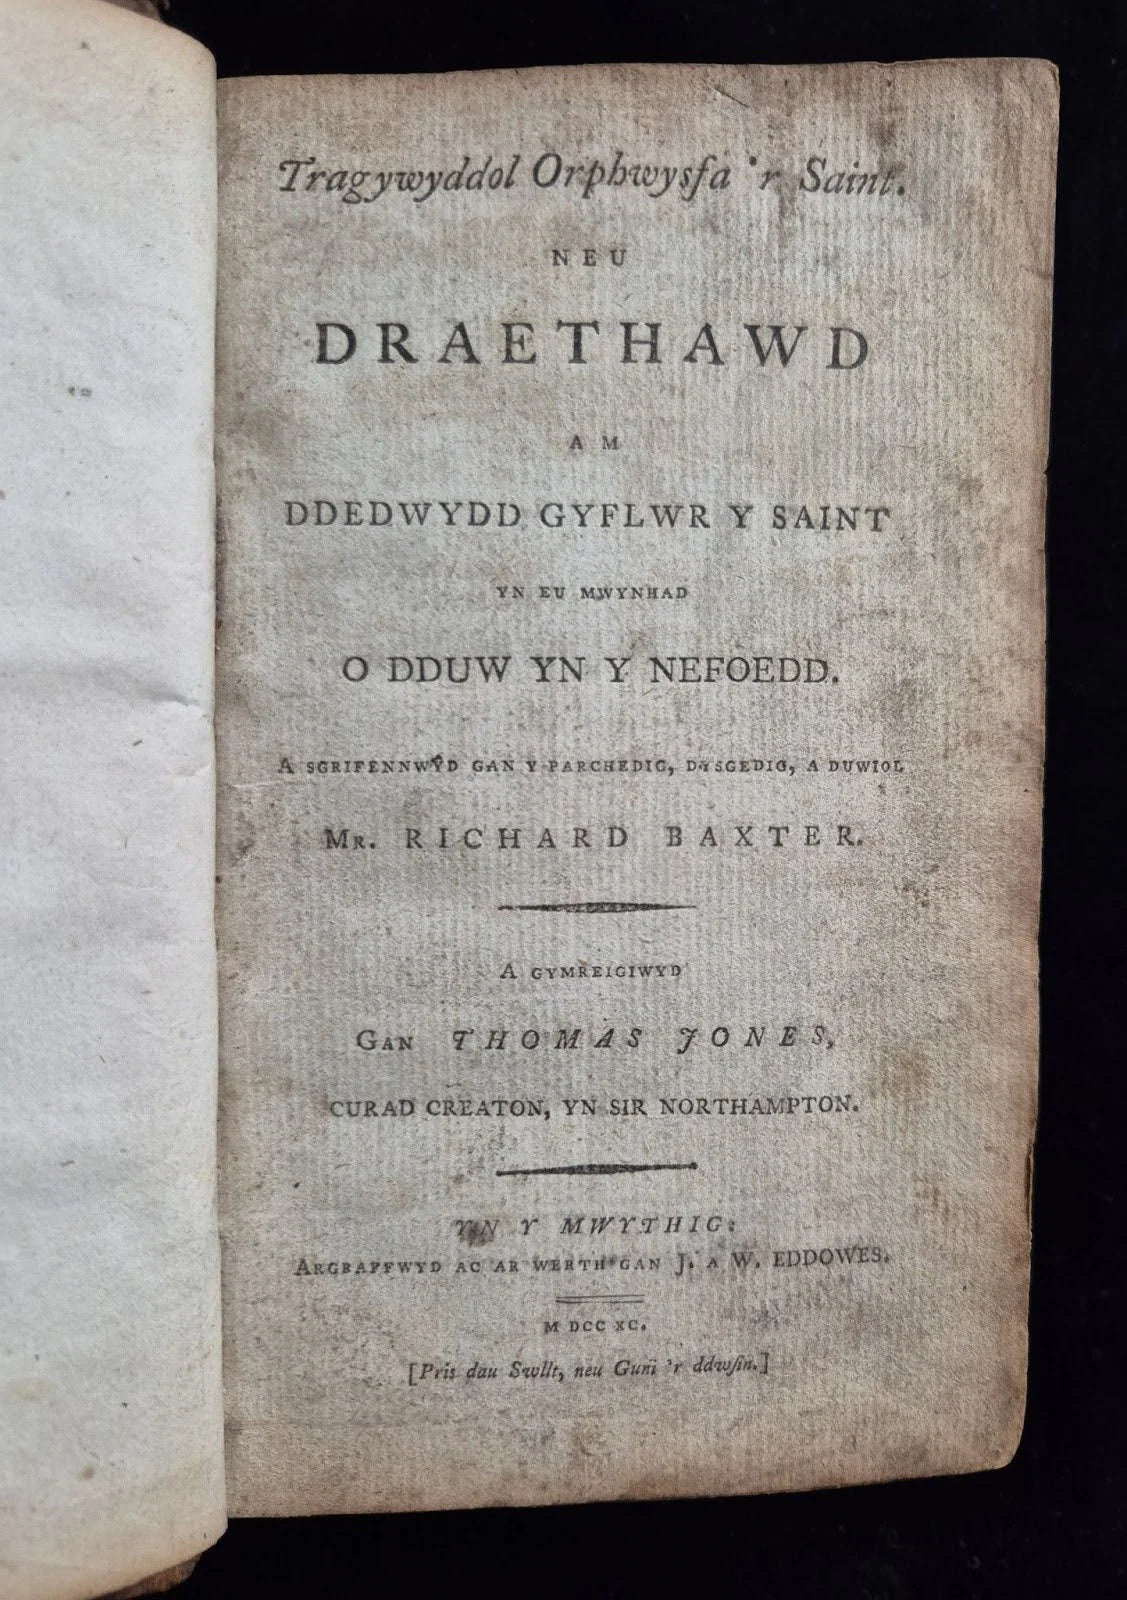 Tragywyddol Orphwysfa 'r Saint.
NEU
DRAETHAWD
AM
DDEDWYDD GYFLWR Y SAINT
YN EU MWYNHAD
O DDUW YN Y NEFOEDD.
A SGRIFENNWYD GAN Y PARCHEDIG, DYSGEDIG, A DUWIOL
MR. RICHARD BAXTER.
A GYMREIGIWYD
GAN THOMAS JONES,
CURAD CREATON, YN SIR NORTHAMPTON.
YN Y MWYTHIG:
ARGRAFFWYD AC AR WERTH GAN J. A W. EDDOWES.
M DCC XC.
[Pris dau Swllt, neu Guni 'r ddwſin.]